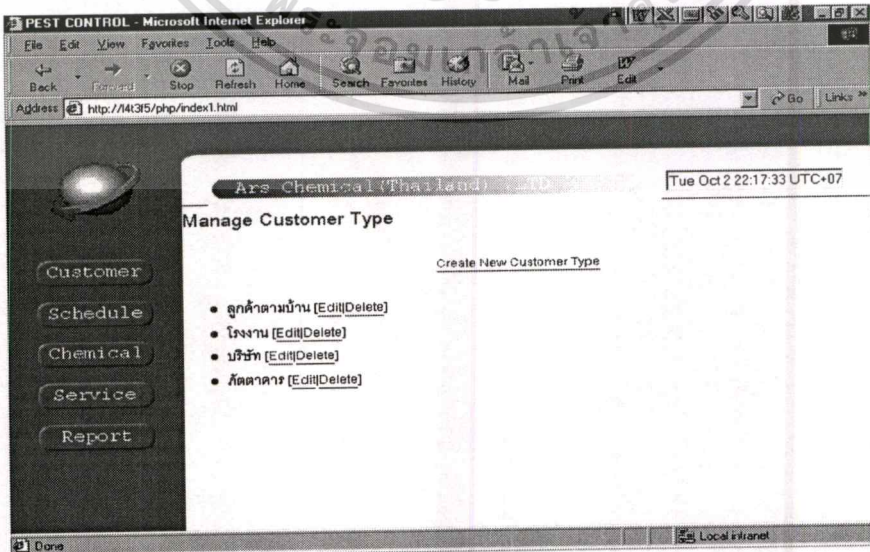 PEST CONTROL - Microsoft Internet Explorer
File Edit View Favorites Tools Help
Back Forward Stop Refresh Home Search Favorites History Mail Print Edit
Address http://l4t3l5/php/index1.html Go Links »
Ars Chemical(Thailand)
Tue Oct 2 22:17:33 UTC+07
Manage Customer Type
Create New Customer Type
Customer
Schedule
Chemical
Service
Report
• ลูกค้าตามบ้าน [Edit|Delete]
• โรงงาน [Edit|Delete]
• บริษัท [Edit|Delete]
• ภัตตาคาร [Edit|Delete]
Done Local intranet